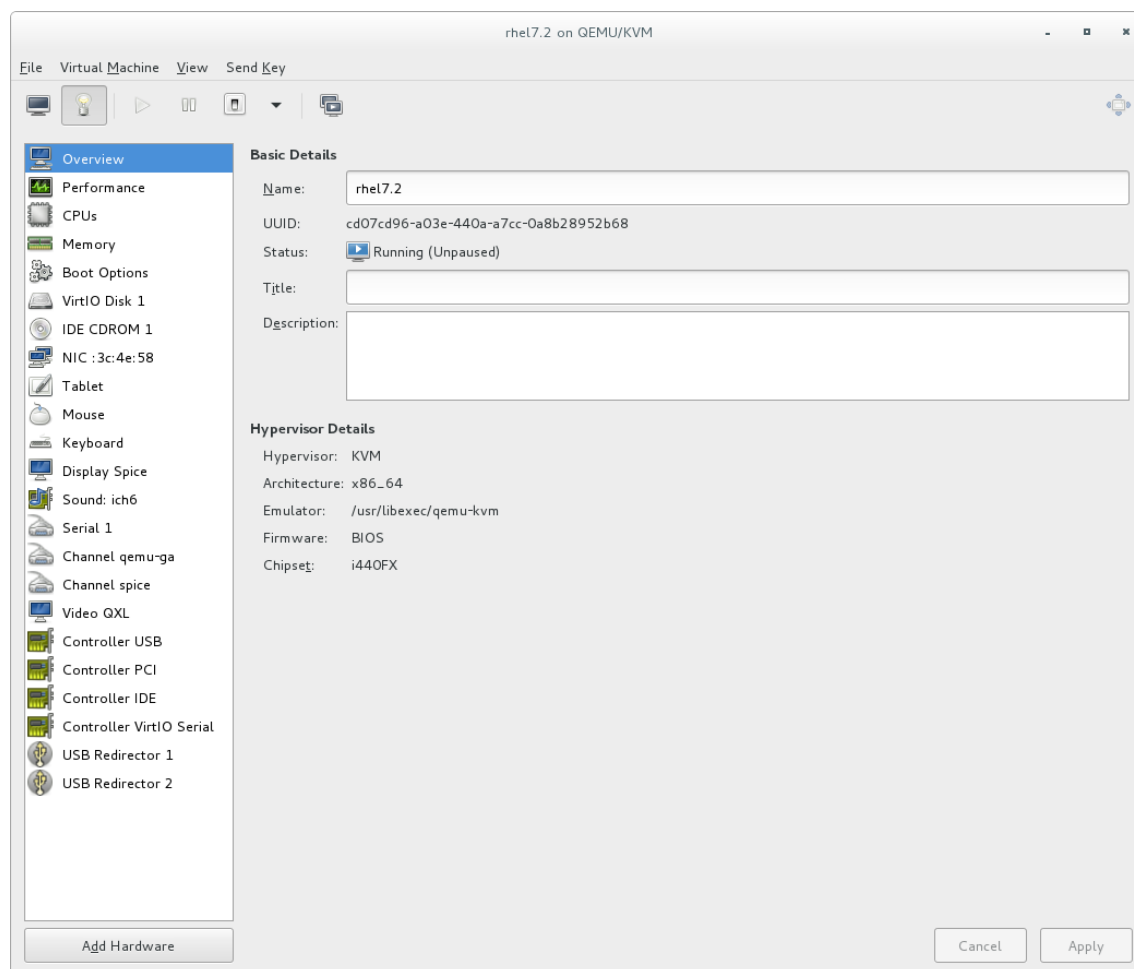 rhel7.2 on QEMU/KVM
File Virtual Machine View Send Key
Overview
Performance
CPUs
Memory
Boot Options
VirtIO Disk 1
IDE CDROM 1
NIC :3c:4e:58
Tablet
Mouse
Keyboard
Display Spice
Sound: ich6
Serial 1
Channel qemu-ga
Channel spice
Video QXL
Controller USB
Controller PCI
Controller IDE
Controller VirtIO Serial
USB Redirector 1
USB Redirector 2
Add Hardware
Basic Details
Name: rhel7.2
UUID: cd07cd96-a03e-440a-a7cc-0a8b28952b68
Status: Running (Unpaused)
Title:
Description:
Hypervisor Details
Hypervisor: KVM
Architecture: x86_64
Emulator: /usr/libexec/qemu-kvm
Firmware: BIOS
Chipset: i440FX
Cancel Apply